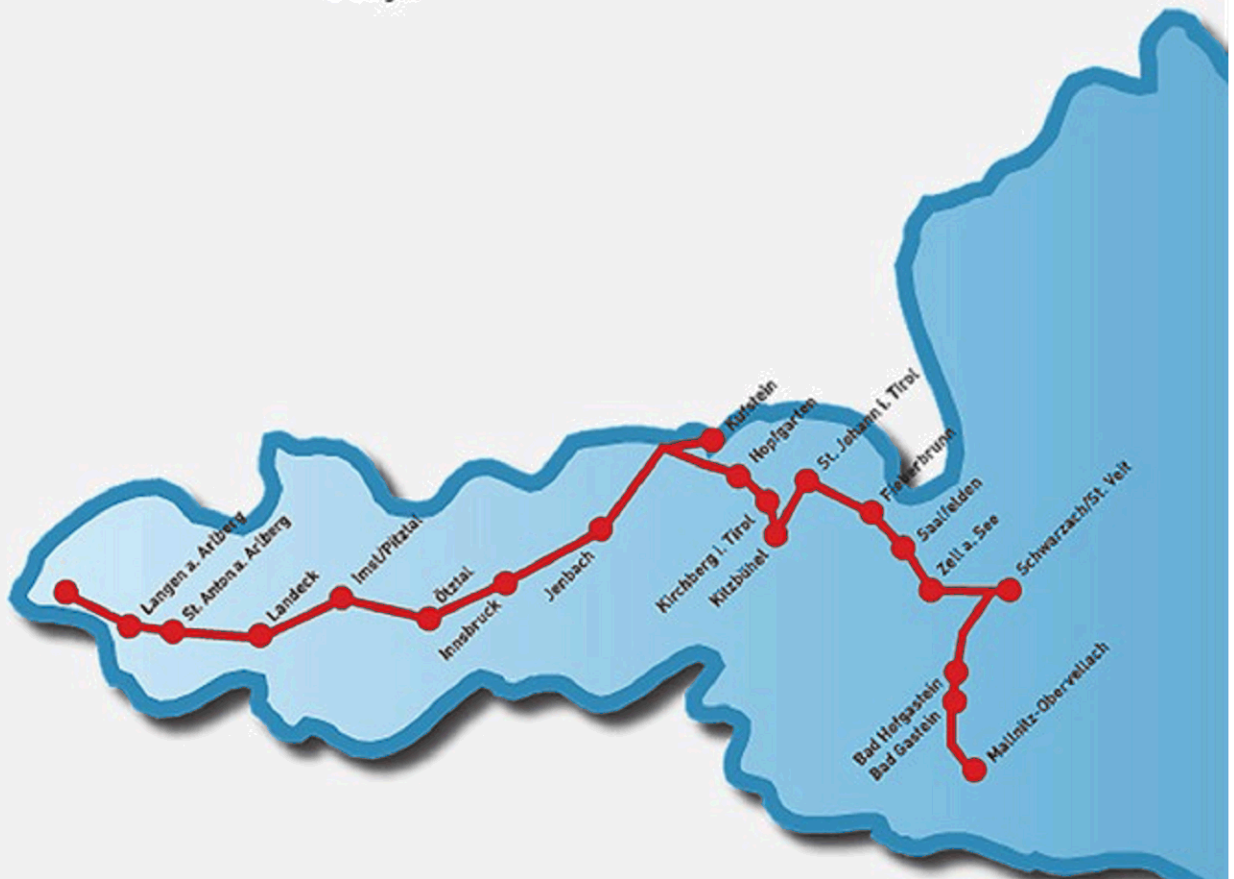 Langen a. Arlberg
St. Anton a. Arlberg
Landeck
Imst/Pitztal
Ötztal
Innsbruck
Jenbach
Kufstein
Hopfgarten
Kirchberg i. Tirol
Kitzbühel
St. Johann i. Tirol
Fieberbrunn
Saalfelden
Zell a. See
Schwarzach/St. Veit
Bad Hofgastein
Bad Gastein
Mallnitz-Obervellach